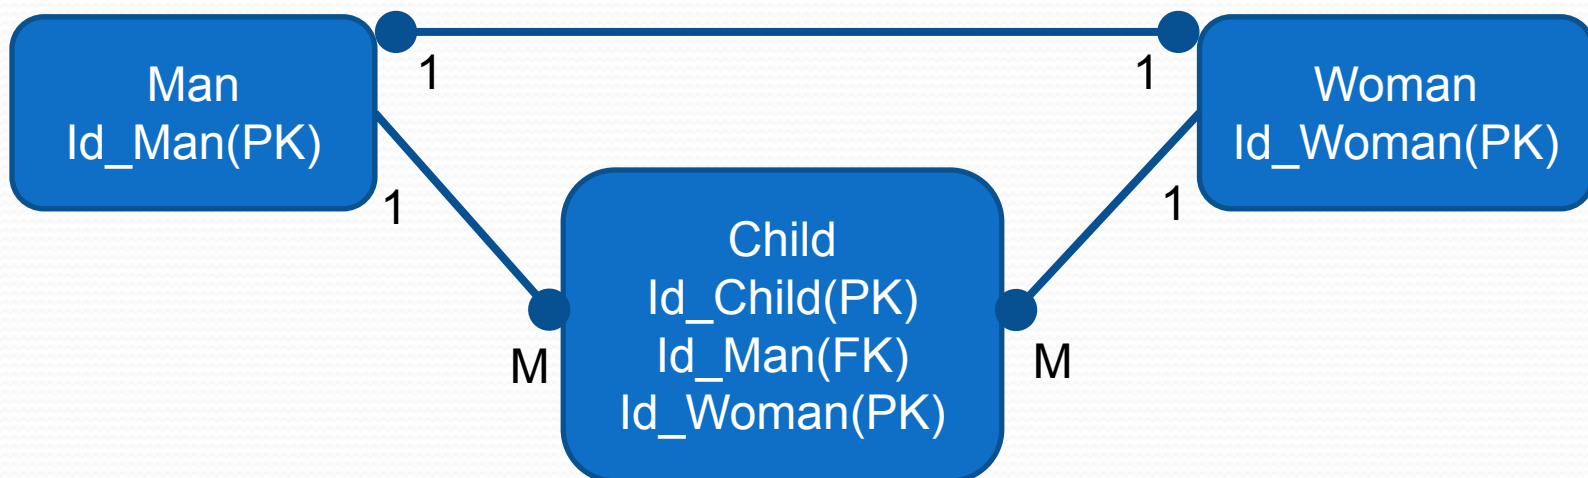 Man
Id_Man(PK)
1
1
Woman
Id_Woman(PK)
1
1
Child
Id_Child(PK)
Id_Man(FK)
Id_Woman(PK)
M
M